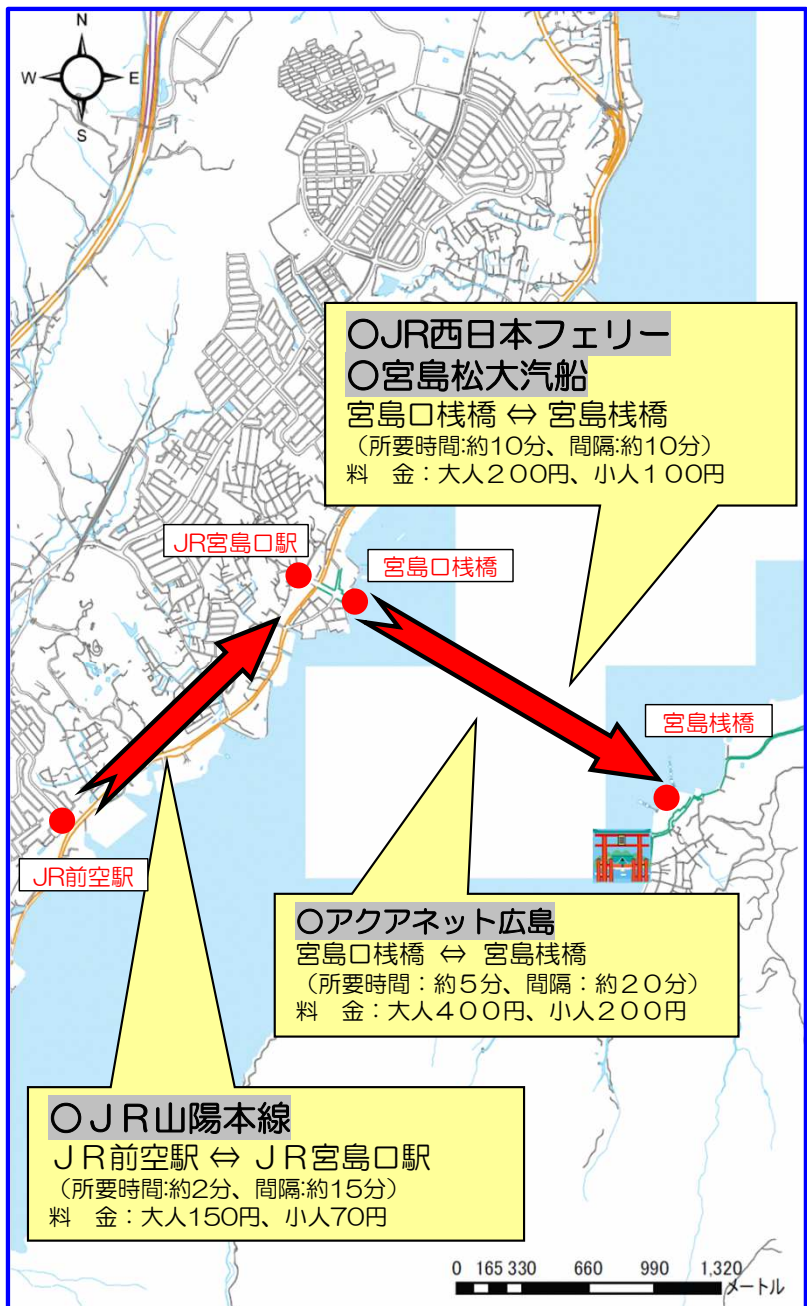 N
W
E
S
〇JR西日本フェリー
〇宮島松大汽船
宮島口桟橋 ⇔ 宮島桟橋
（所要時間:約10分、間隔:約10分）
料　金：大人２００円、小人１００円
JR宮島口駅
宮島口桟橋
宮島桟橋
JR前空駅
〇アクアネット広島
宮島口桟橋 ⇔ 宮島桟橋
（所要時間：約５分、間隔：約２０分）
料　金：大人４００円、小人２００円
〇ＪＲ山陽本線
ＪＲ前空駅 ⇔ ＪＲ宮島口駅
（所要時間:約2分、間隔:約15分）
料　金：大人150円、小人70円
0 165 330 660 990 1,320
メートル